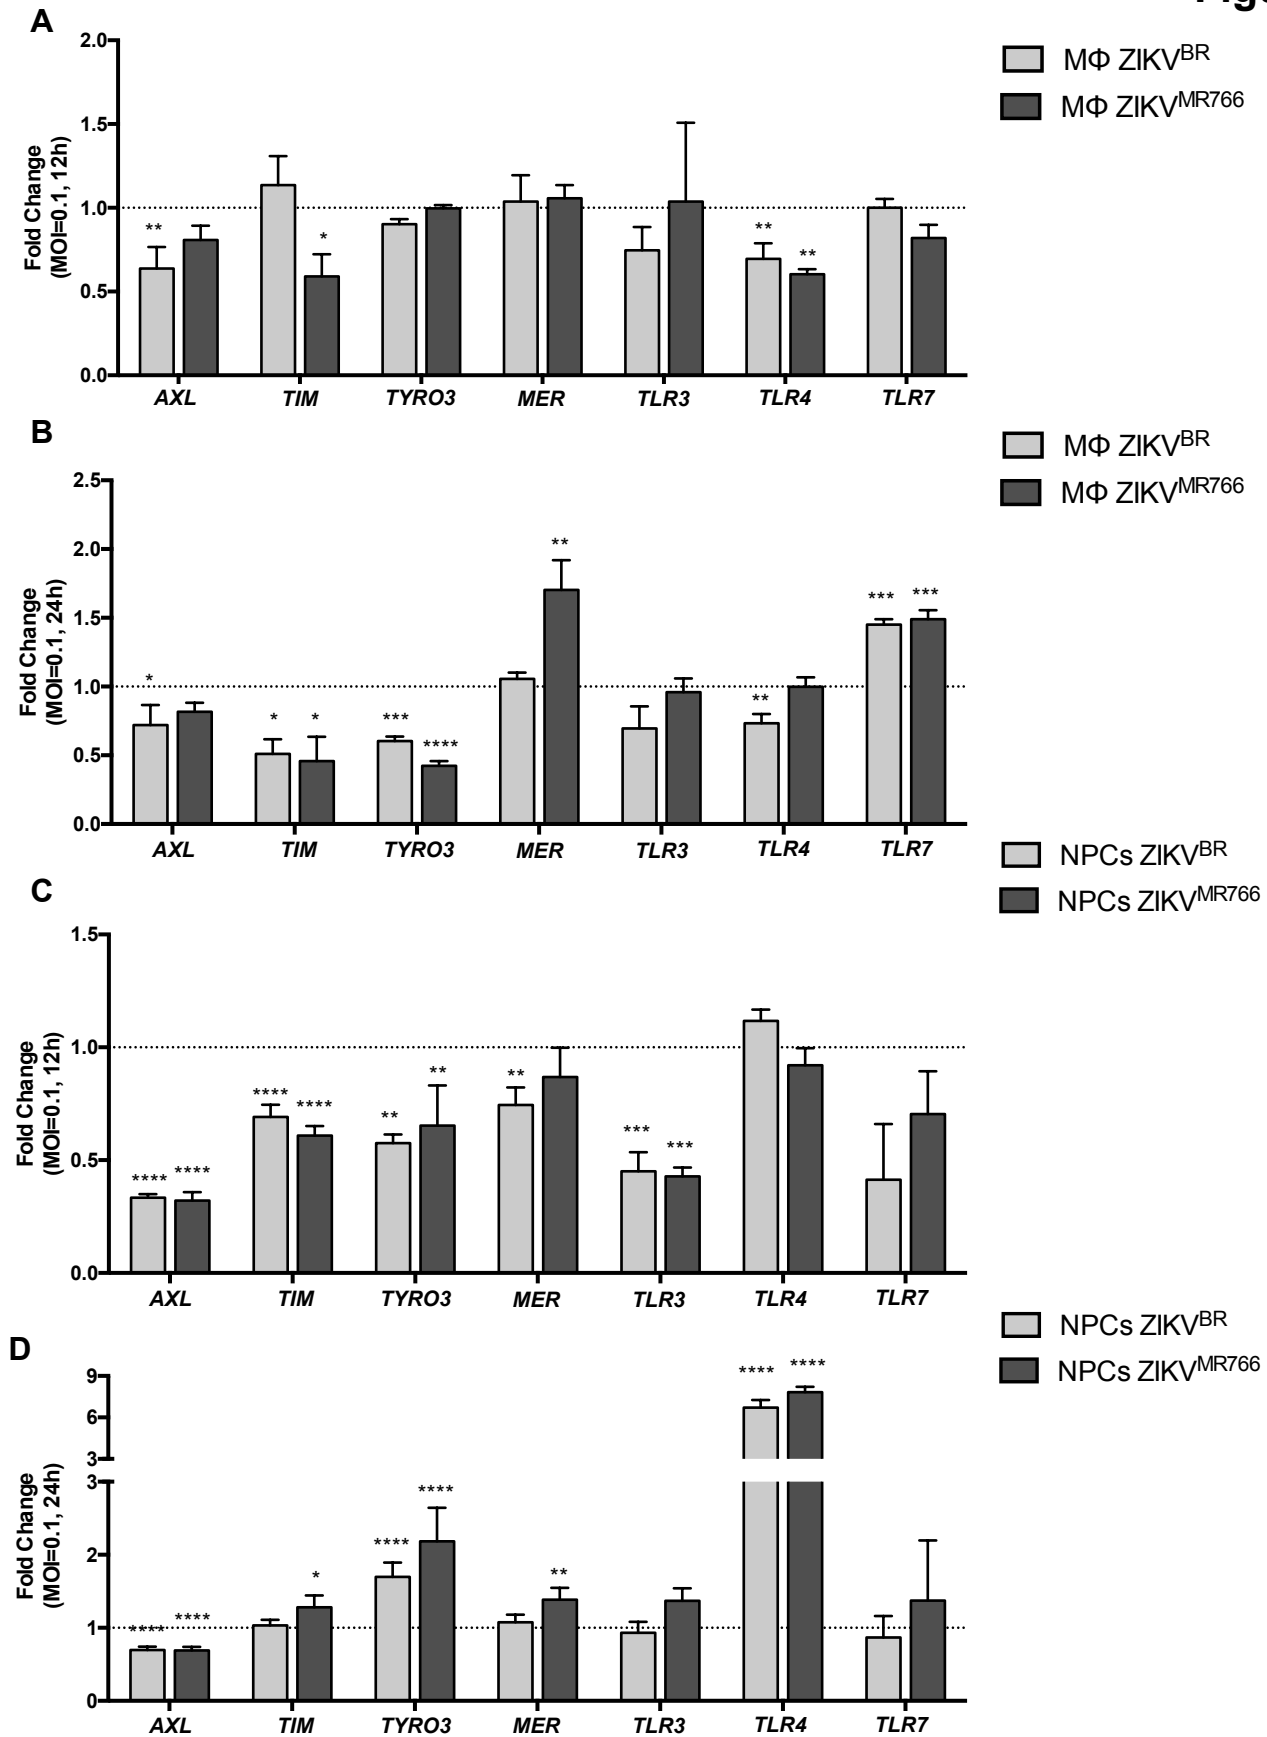 Figu
A
2.0
1.5
1.0
0.5
0.0
Fold Change
(MOI=0.1, 12h)
** * ** **
AXL TIM TYRO3 MER TLR3 TLR4 TLR7
MΦ ZIKVBR
MΦ ZIKVMR766
B
2.5
2.0
1.5
1.0
0.5
0.0
Fold Change
(MOI=0.1, 24h)
* * * *** **** ** ** *** ***
AXL TIM TYRO3 MER TLR3 TLR4 TLR7
MΦ ZIKVBR
MΦ ZIKVMR766
C
1.5
1.0
0.5
0.0
Fold Change
(MOI=0.1, 12h)
**** **** **** **** ** ** ** *** ***
AXL TIM TYRO3 MER TLR3 TLR4 TLR7
NPCs ZIKVBR
NPCs ZIKVMR766
D
9
6
3
3
2
1
0
Fold Change
(MOI=0.1, 24h)
**** **** * **** **** ** **** ****
AXL TIM TYRO3 MER TLR3 TLR4 TLR7
NPCs ZIKVBR
NPCs ZIKVMR766